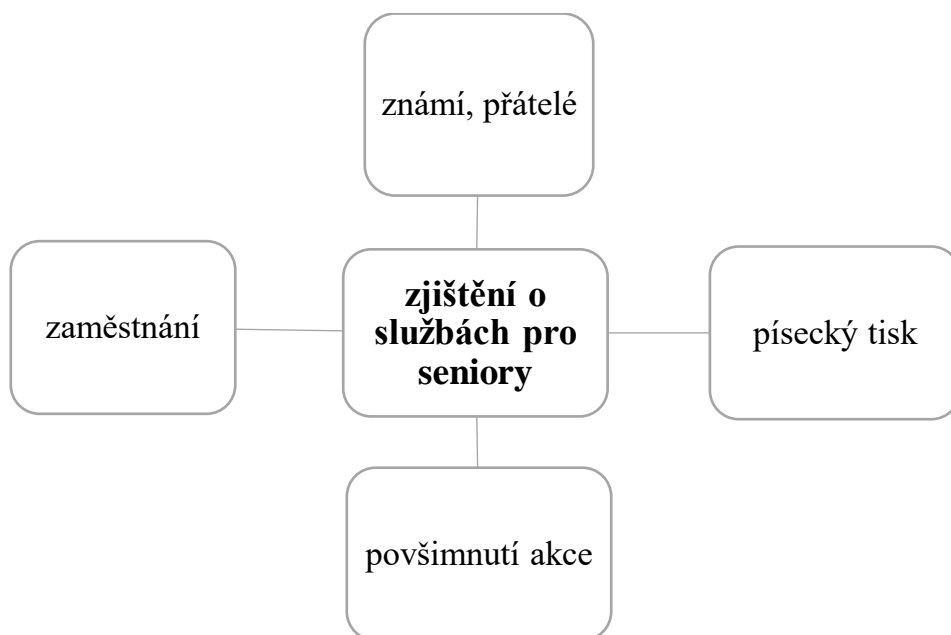 známí, přátelé
zaměstnání
zjištění o
službách pro
seniory
písecký tisk
povšimnutí akce